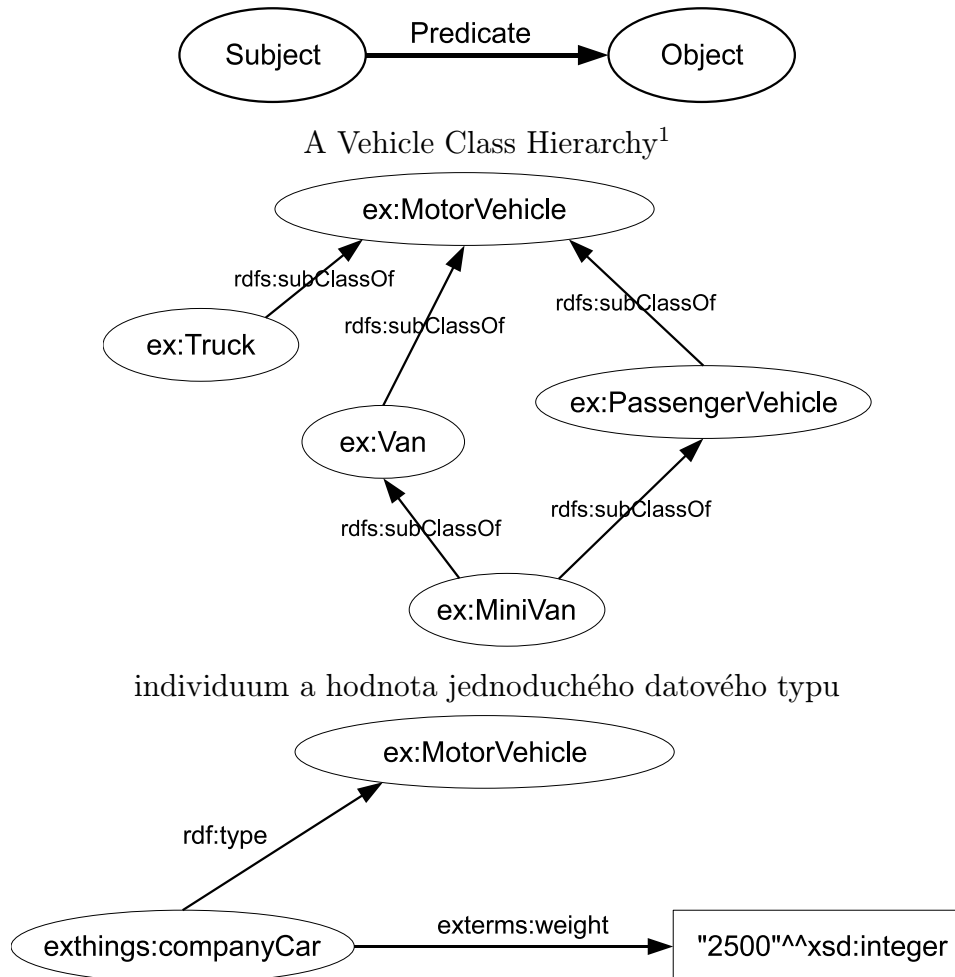 Predicate
Subject
Object
A Vehicle Class Hierarchy¹
ex:MotorVehicle
rdfs:subClassOf
rdfs:subClassOf
rdfs:subClassOf
ex:Truck
ex:PassengerVehicle
ex:Van
rdfs:subClassOf
rdfs:subClassOf
ex:MiniVan
individuum a hodnota jednoduchého datového typu
ex:MotorVehicle
rdf:type
exterms:weight
exthings:companyCar
"2500"^^xsd:integer